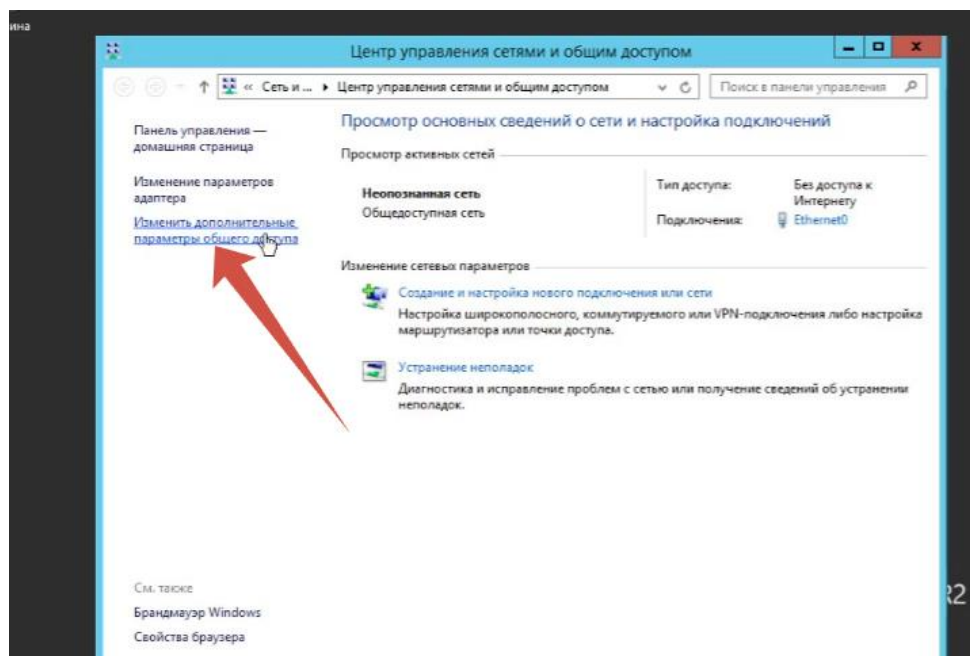 ина
Центр управления сетями и общим доступом
« Сеть и ... ▸ Центр управления сетями и общим доступом
Поиск в панели управления
Панель управления —
домашняя страница
Изменение параметров
адаптера
Изменить дополнительные
параметры общего доступа
Просмотр основных сведений о сети и настройка подключений
Просмотр активных сетей
Неопознанная сеть
Общедоступная сеть
Тип доступа: Без доступа к
Интернету
Подключения: Ethernet0
Изменение сетевых параметров
Создание и настройка нового подключения или сети
Настройка широкополосного, коммутируемого или VPN-подключения либо настройка
маршрутизатора или точки доступа.
Устранение неполадок
Диагностика и исправление проблем с сетью или получение сведений об устранении
неполадок.
См. также
Брандмауэр Windows
Свойства браузера
R2